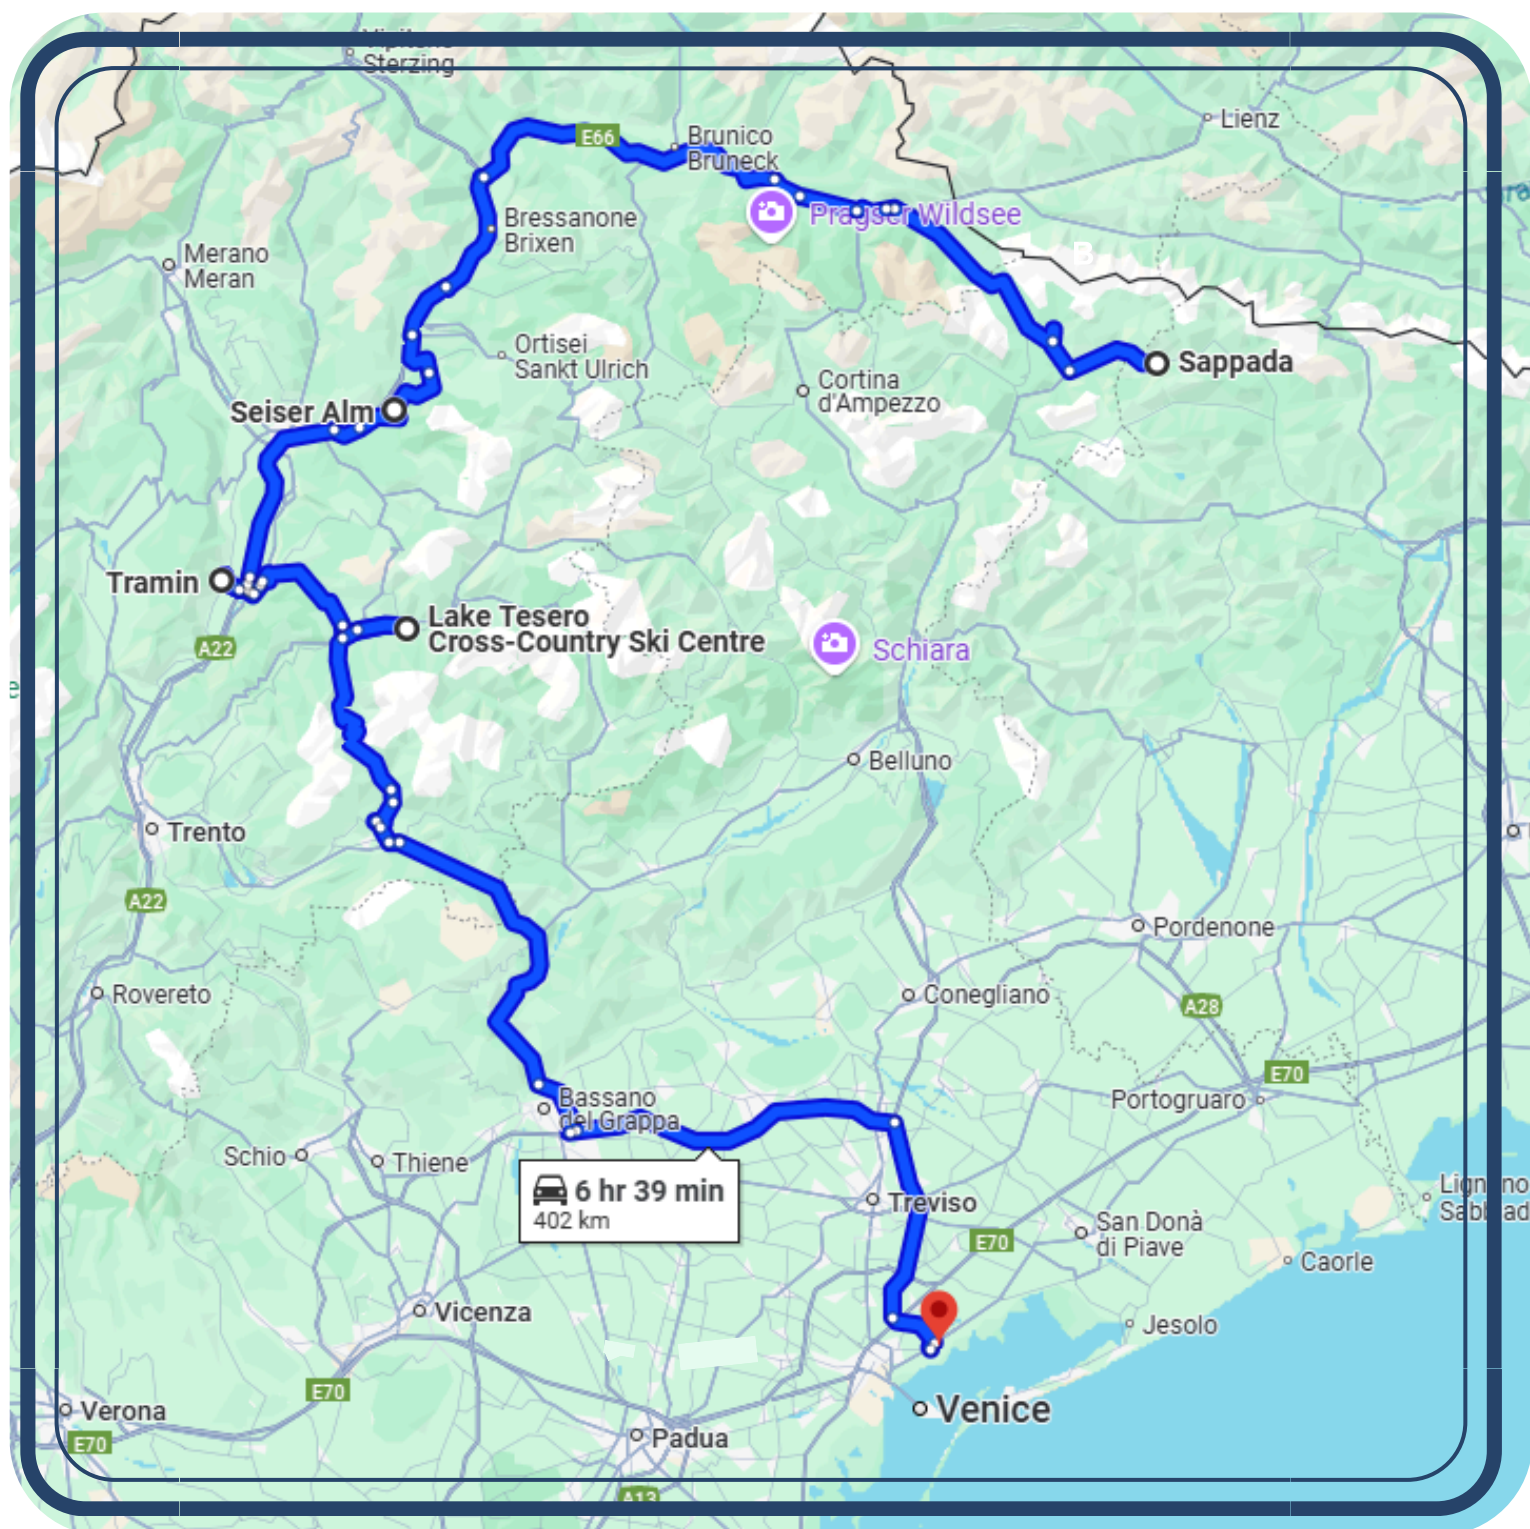 Sterzing
Lienz
E66
Brunico
Bruneck
Pragser Wildsee
Bressanone
Brixen
Merano
Meran
B
Ortisei
Sankt Ulrich
Sappada
Cortina
d'Ampezzo
Seiser Alm
Tramin
Lake Tesero
Cross-Country Ski Centre
A22
Schiara
Belluno
Trento
A22
Pordenone
Rovereto
Conegliano
A28
E70
Portogruaro
Bassano
del Grappa
Schio
Thiene
6 hr 39 min
402 km
Treviso
San Donà
di Piave
E70
Caorle
Vicenza
Jesolo
E70
Verona
Venice
E70
Padua
A13